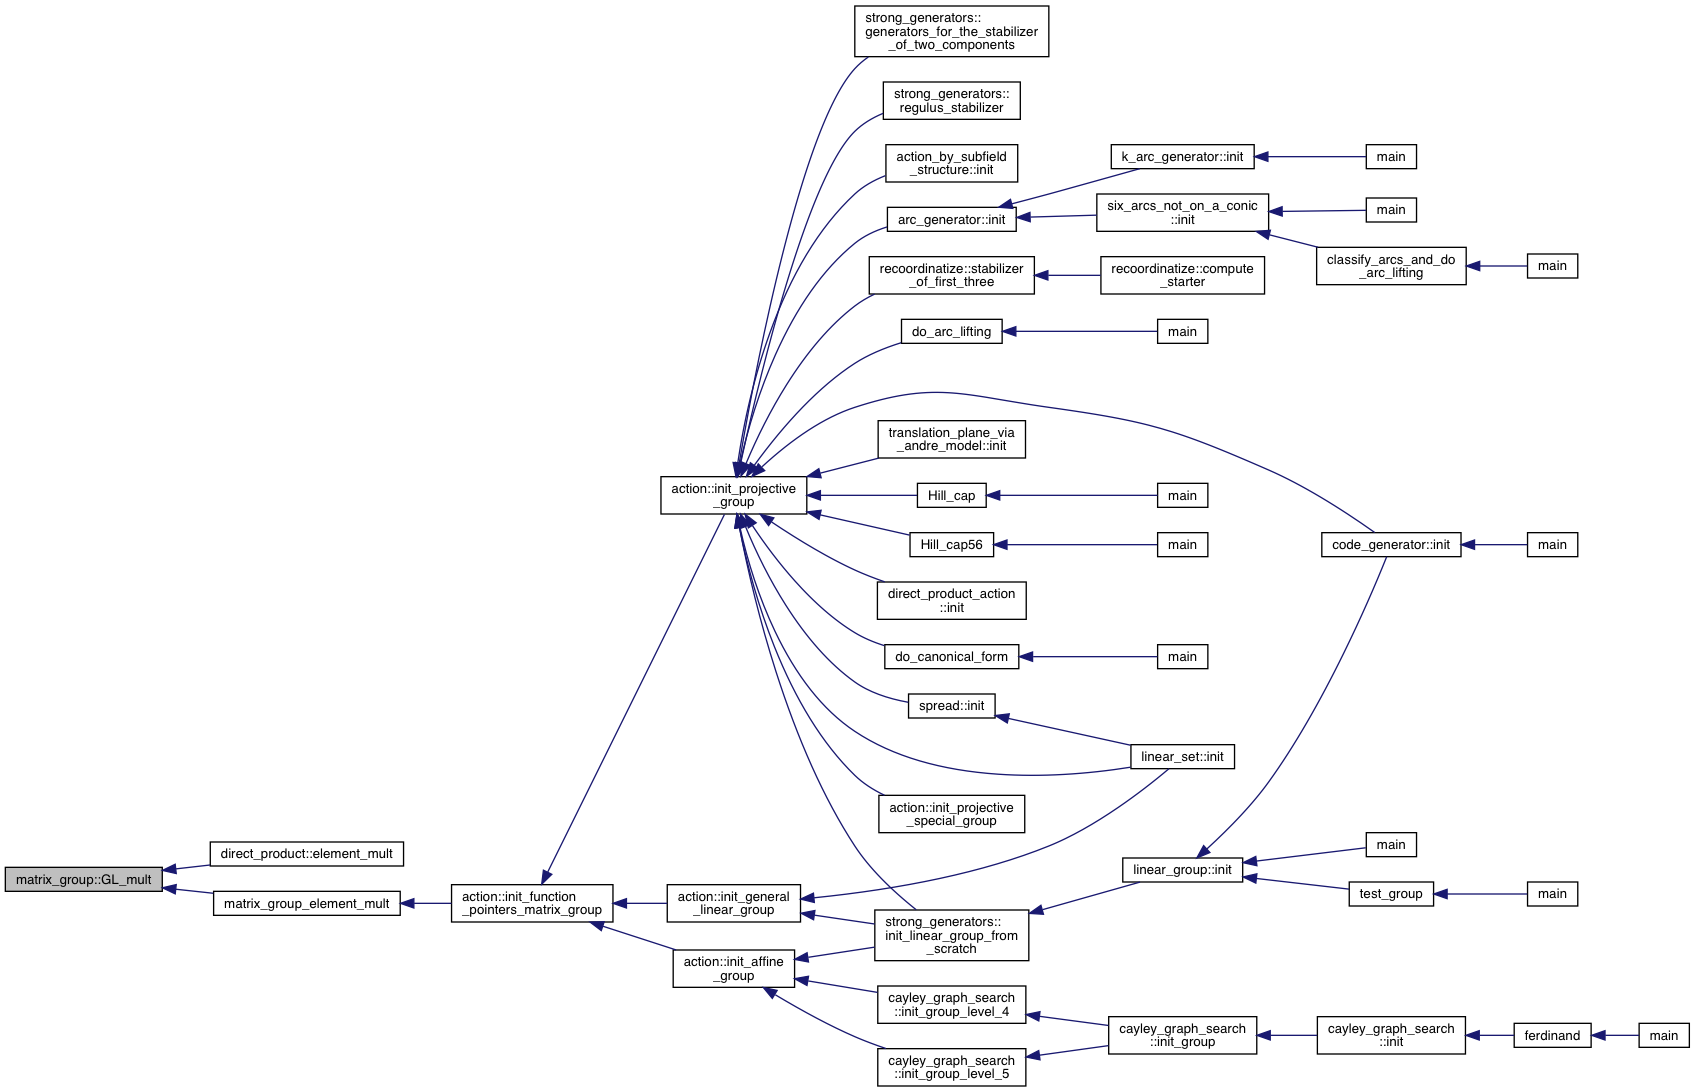 strong_generators::
generators_for_the_stabilizer
_of_two_components
strong_generators::
regulus_stabilizer
action_by_subfield
_structure::init
k_arc_generator::init
main
arc_generator::init
six_arcs_not_on_a_conic
::init
main
classify_arcs_and_do
_arc_lifting
main
recoordinatize::stabilizer
_of_first_three
recoordinatize::compute
_starter
do_arc_lifting
main
translation_plane_via
_andre_model::init
action::init_projective
_group
Hill_cap
main
Hill_cap56
main
code_generator::init
main
direct_product_action
::init
do_canonical_form
main
spread::init
linear_set::init
action::init_projective
_special_group
matrix_group::GL_mult
direct_product::element_mult
matrix_group_element_mult
action::init_function
_pointers_matrix_group
action::init_general
_linear_group
strong_generators::
init_linear_group_from
_scratch
linear_group::init
main
test_group
main
action::init_affine
_group
cayley_graph_search
::init_group_level_4
cayley_graph_search
::init_group_level_5
cayley_graph_search
::init_group
cayley_graph_search
::init
ferdinand
main